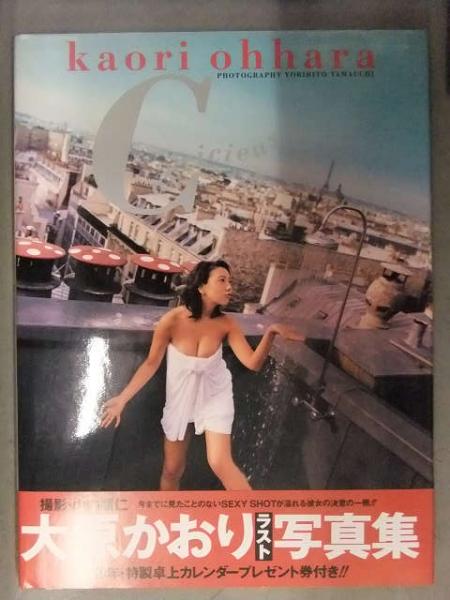 kaori ohhara
PHOTOGRAPHY YORIHITO YAMAUCHI
C
今までに見たことのないSEXY SHOTが溢れる彼女の決意の一冊!!
大原かおりラスト写真集
特製卓上カレンダープレゼント券付き!!